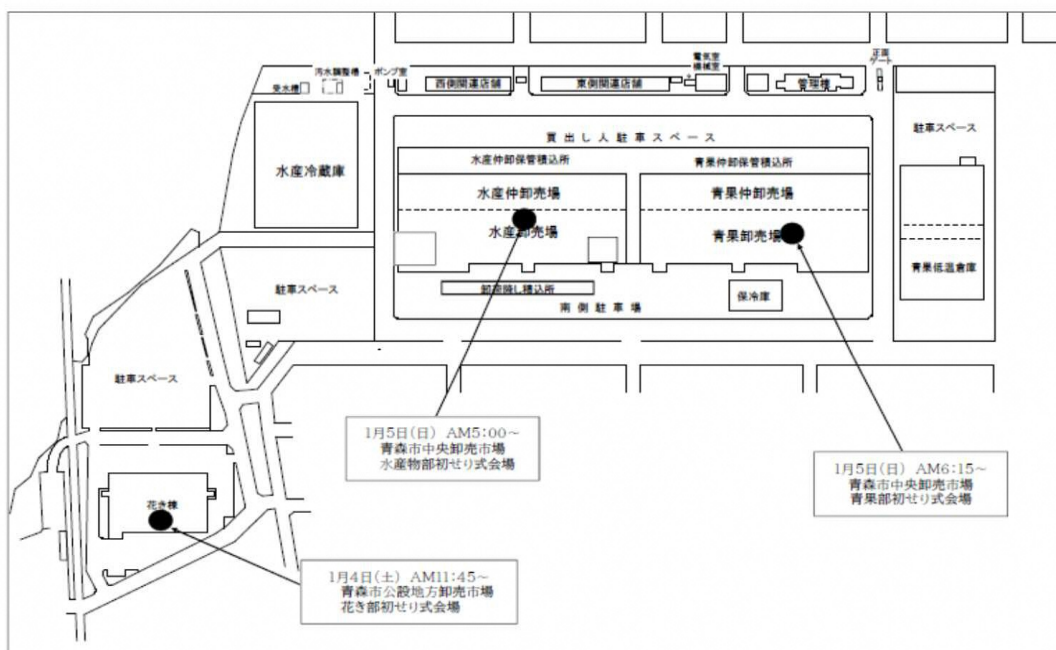 電気室
機械室
正面
ゲート
汚水調整槽
ポンプ室
受水槽
西側関連店舗
東側関連店舗
管理棟
駐車スペース
買出し人駐車スペース
水産冷蔵庫
水産仲卸保管積込所
青果仲卸保管積込所
水産仲卸売場
青果仲卸売場
水産卸売場
青果卸売場
青果低温倉庫
駐車スペース
卸荷降し積込所
保冷庫
南側駐車場
駐車スペース
1月5日(日) AM5:00~
青森市中央卸売市場
水産物部初せり式会場
1月5日(日) AM6:15~
青森市中央卸売市場
青果部初せり式会場
花き棟
1月4日(土) AM11:45~
青森市公設地方卸売市場
花き部初せり式会場